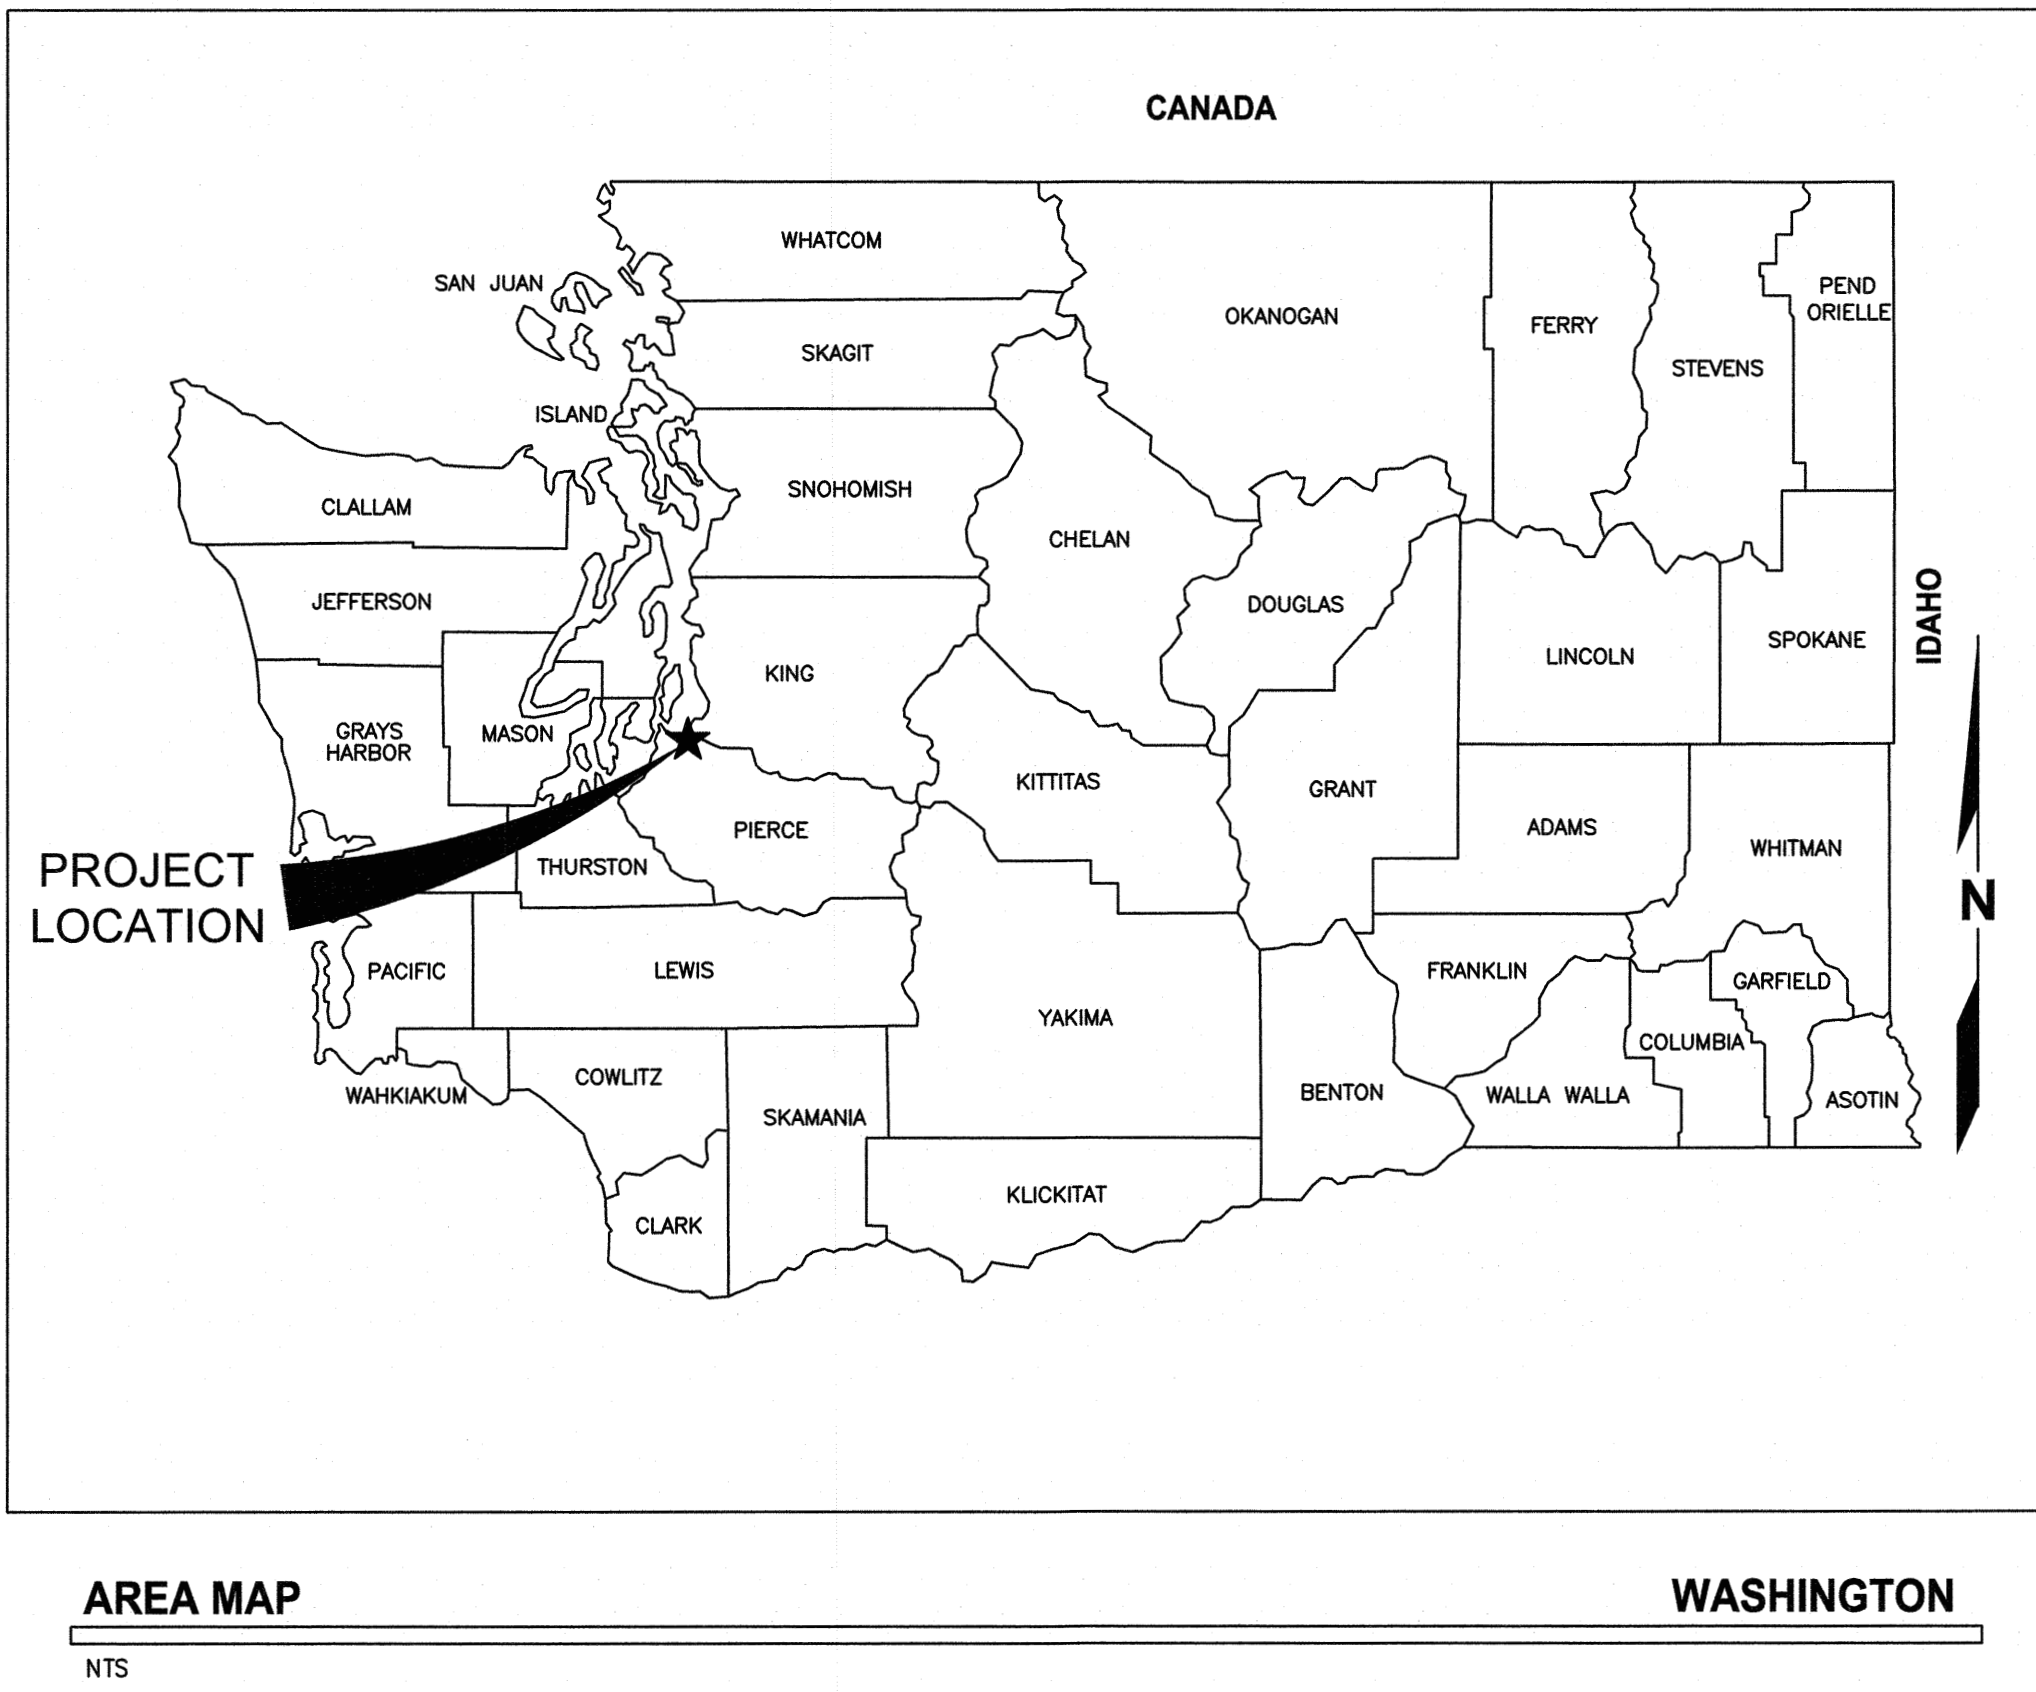 CANADA
WHATCOM
SAN JUAN
PEND
ORIELLE
OKANOGAN
FERRY
SKAGIT
STEVENS
ISLAND
SNOHOMISH
CLALLAM
CHELAN
JEFFERSON
DOUGLAS
IDAHO
LINCOLN
SPOKANE
KING
GRAYS
HARBOR
MASON
KITTITAS
GRANT
ADAMS
PIERCE
WHITMAN
THURSTON
PROJECT
LOCATION
N
PACIFIC
LEWIS
FRANKLIN
GARFIELD
YAKIMA
COLUMBIA
COWLITZ
WAHKIAKUM
BENTON
WALLA WALLA
ASOTIN
SKAMANIA
KLICKITAT
CLARK
AREA MAP
WASHINGTON
NTS